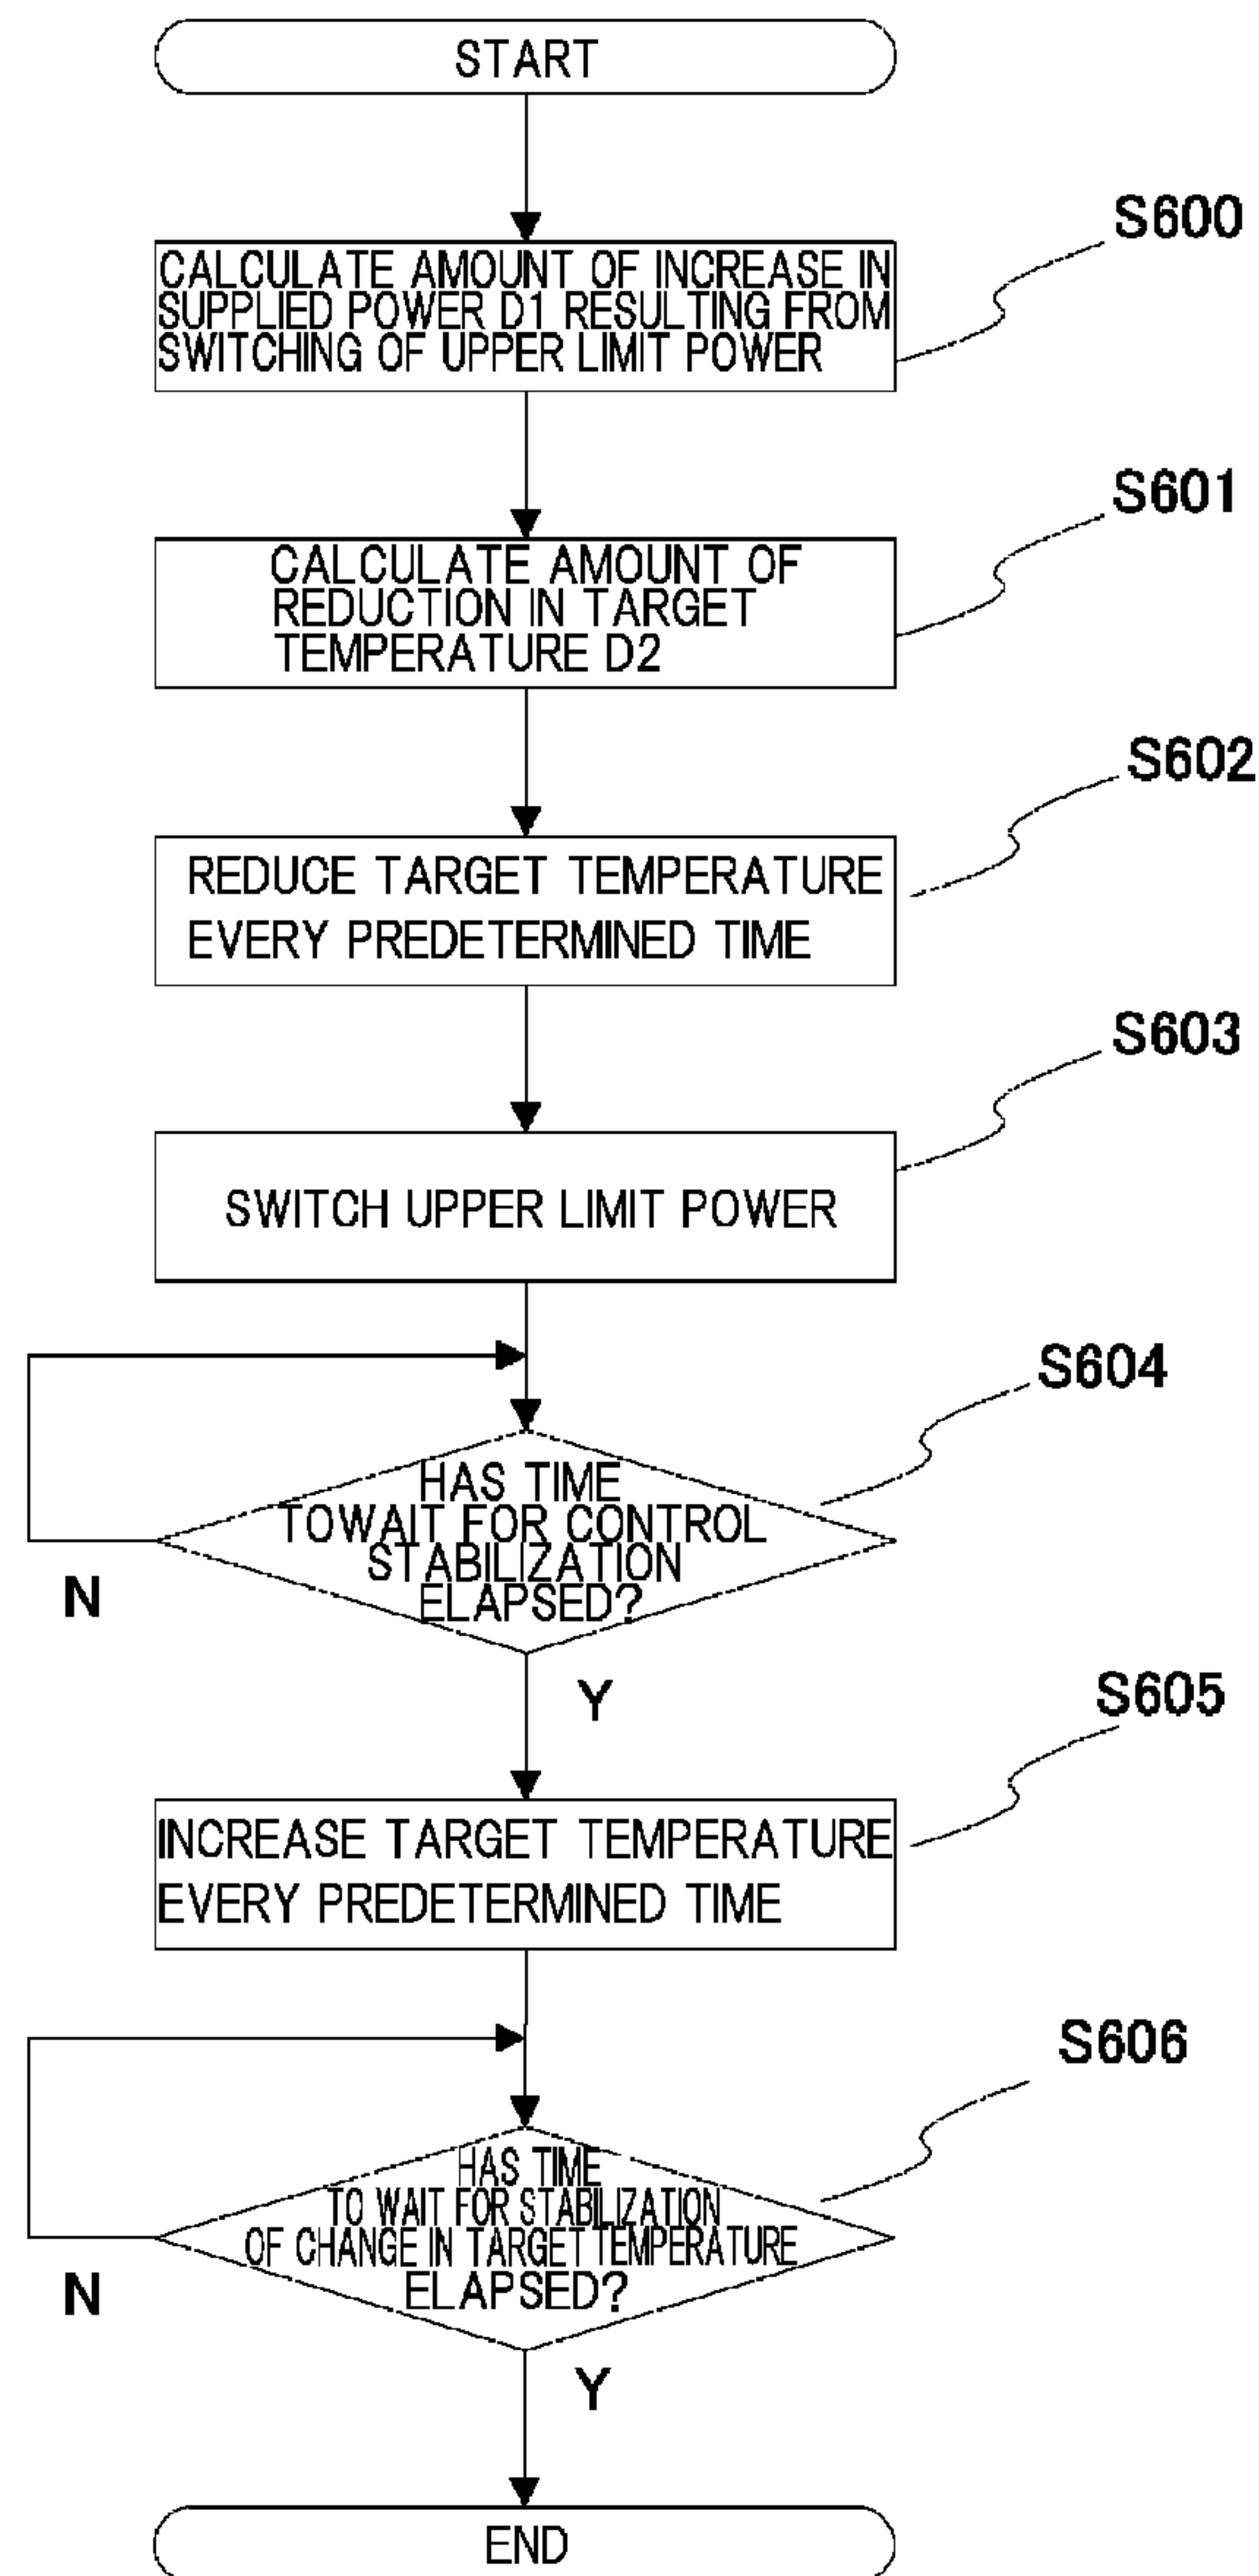 START
S600
CALCULATE AMOUNT OF INCREASE IN
SUPPLIED POWER D1 RESULTING FROM
SWITCHING OF UPPER LIMIT POWER
S601
CALCULATE AMOUNT OF
REDUCTION IN TARGET
TEMPERATURE D2
S602
REDUCE TARGET TEMPERATURE
EVERY PREDETERMINED TIME
S603
SWITCH UPPER LIMIT POWER
S604
HAS TIME
TOWAIT FOR CONTROL
STABILIZATION
ELAPSED?
N
Y
S605
INCREASE TARGET TEMPERATURE
EVERY PREDETERMINED TIME
S606
HAS TIME
TO WAIT FOR STABILIZATION
OF CHANGE IN TARGET TEMPERATURE
ELAPSED?
N
Y
END